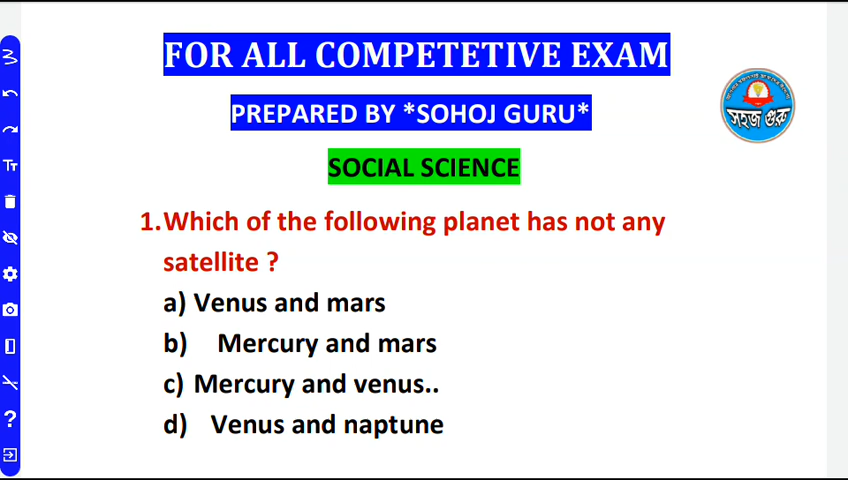 FOR ALL COMPETETIVE EXAM
PREPARED BY *SOHOJ GURU*
সহজ গুরু
SOCIAL SCIENCE
1.Which of the following planet has not any
satellite ?
a) Venus and mars
b) Mercury and mars
c) Mercury and venus..
d) Venus and naptune